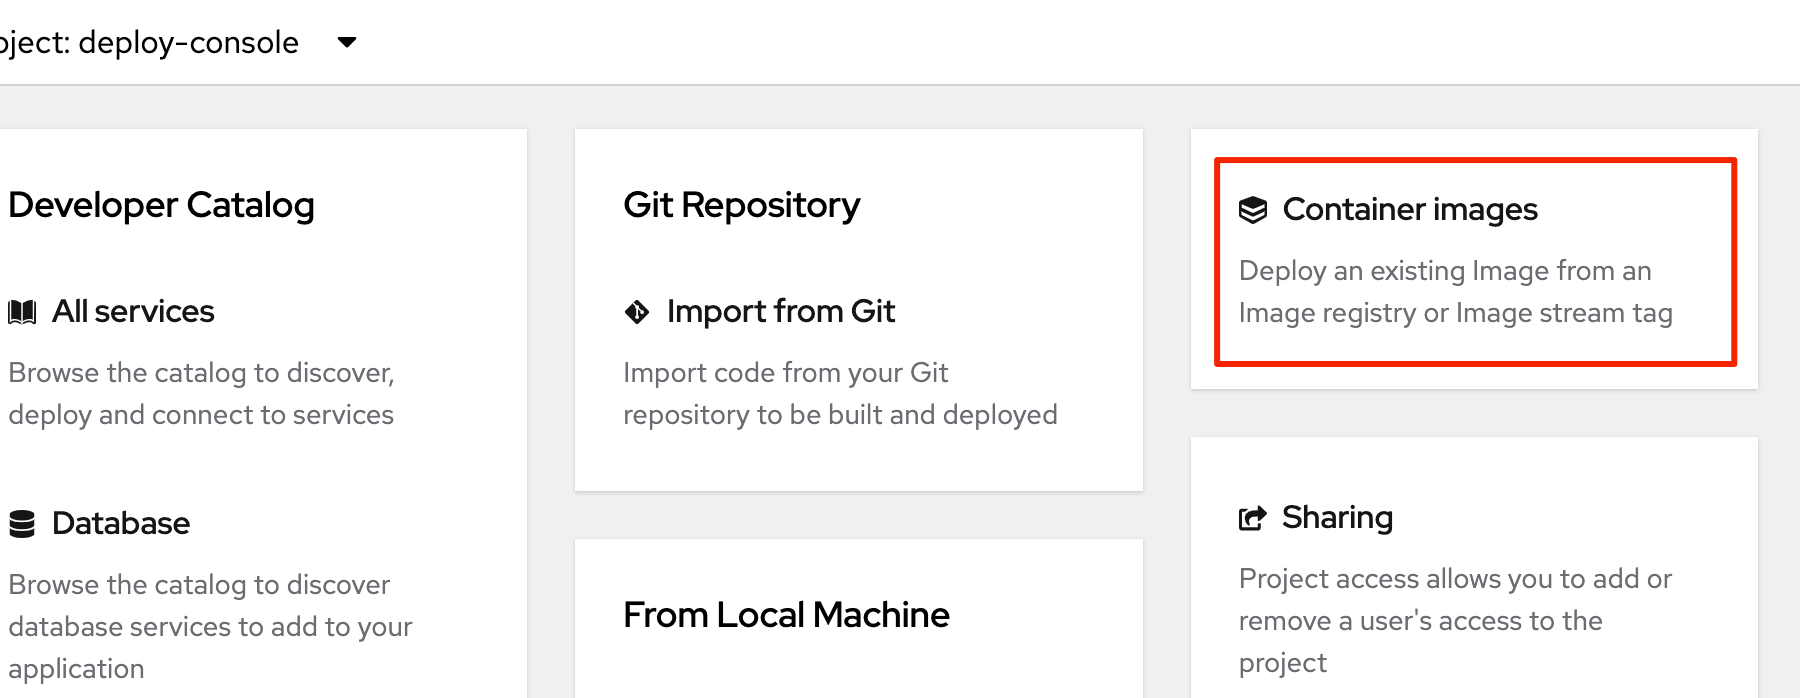 oject: deploy-console
Developer Catalog
All services
Browse the catalog to discover,
deploy and connect to services
Database
Browse the catalog to discover
database services to add to your
application
Git Repository
Import from Git
Import code from your Git
repository to be built and deployed
From Local Machine
Container images
Deploy an existing Image from an
Image registry or Image stream tag
Sharing
Project access allows you to add or
remove a user's access to the
project